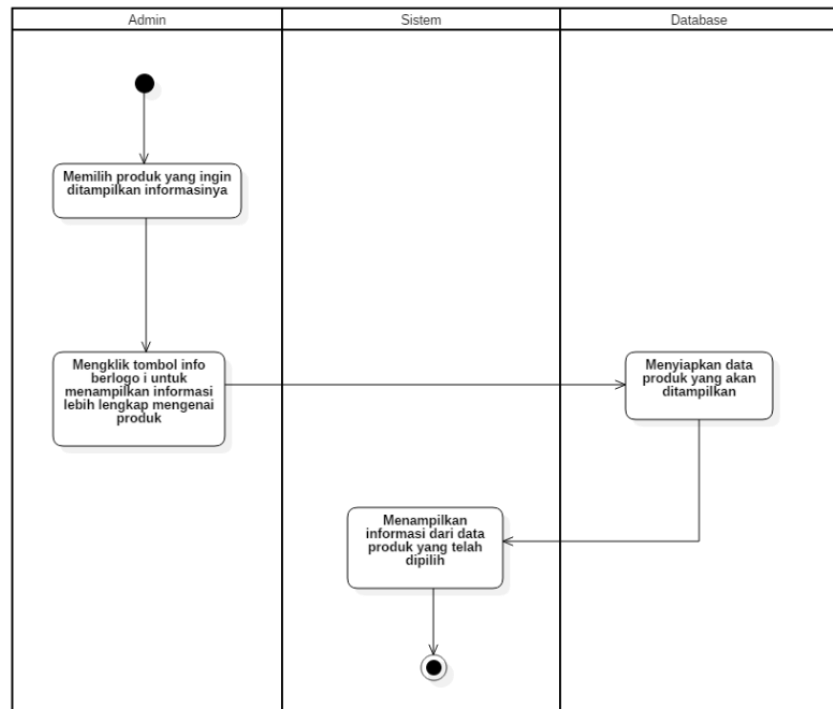 Admin
Sistem
Database
Memilih produk yang ingin
ditampilkan informasinya
Mengklik tombol info
berlogo i untuk
menampilkan informasi
lebih lengkap mengenai
produk
Menyiapkan data
produk yang akan
ditampilkan
Menampilkan
informasi dari data
produk yang telah
dipilih